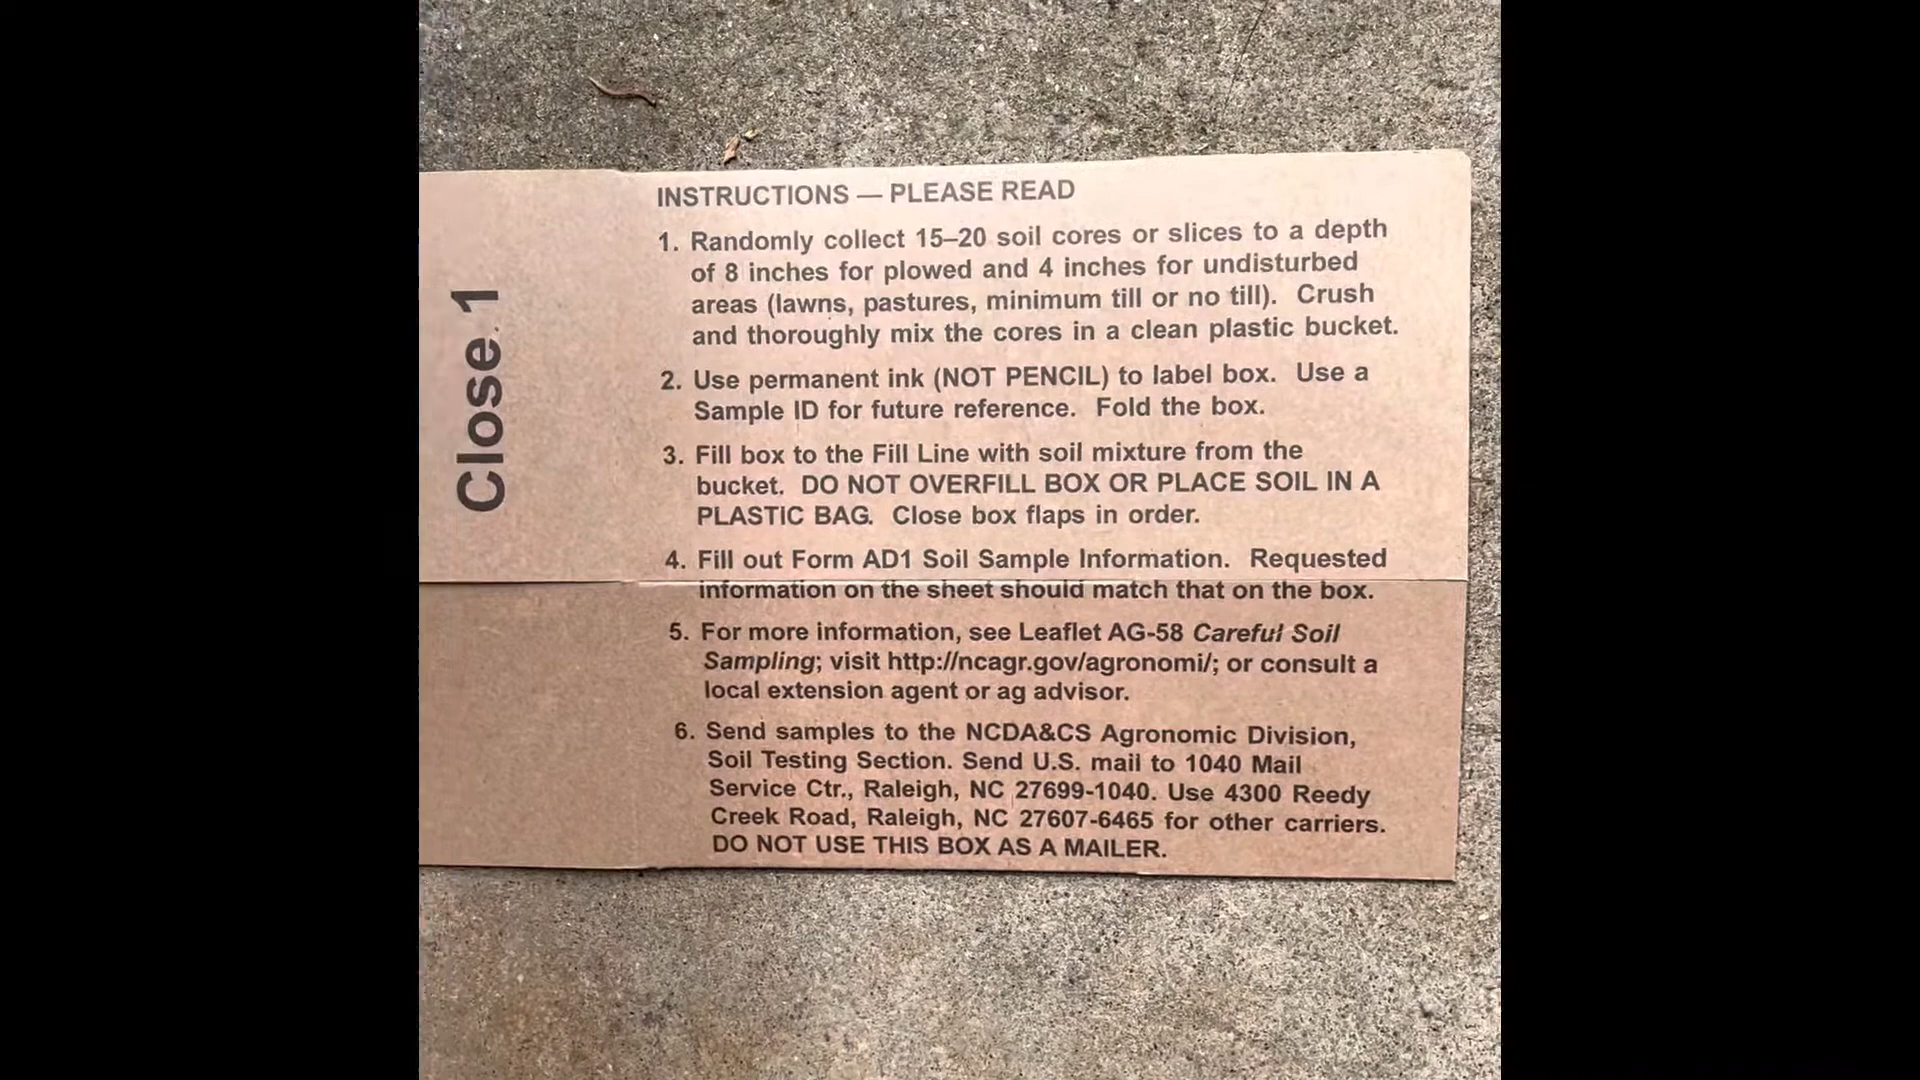 Close 1
INSTRUCTIONS — PLEASE READ
1. Randomly collect 15–20 soil cores or slices to a depth
of 8 inches for plowed and 4 inches for undisturbed
areas (lawns, pastures, minimum till or no till). Crush
and thoroughly mix the cores in a clean plastic bucket.
2. Use permanent ink (NOT PENCIL) to label box. Use a
Sample ID for future reference. Fold the box.
3. Fill box to the Fill Line with soil mixture from the
bucket. DO NOT OVERFILL BOX OR PLACE SOIL IN A
PLASTIC BAG. Close box flaps in order.
4. Fill out Form AD1 Soil Sample Information. Requested
information on the sheet should match that on the box.
5. For more information, see Leaflet AG-58 Careful Soil
Sampling; visit http://ncagr.gov/agronomi/; or consult a
local extension agent or ag advisor.
6. Send samples to the NCDA&CS Agronomic Division,
Soil Testing Section. Send U.S. mail to 1040 Mail
Service Ctr., Raleigh, NC 27699-1040. Use 4300 Reedy
Creek Road, Raleigh, NC 27607-6465 for other carriers.
DO NOT USE THIS BOX AS A MAILER.